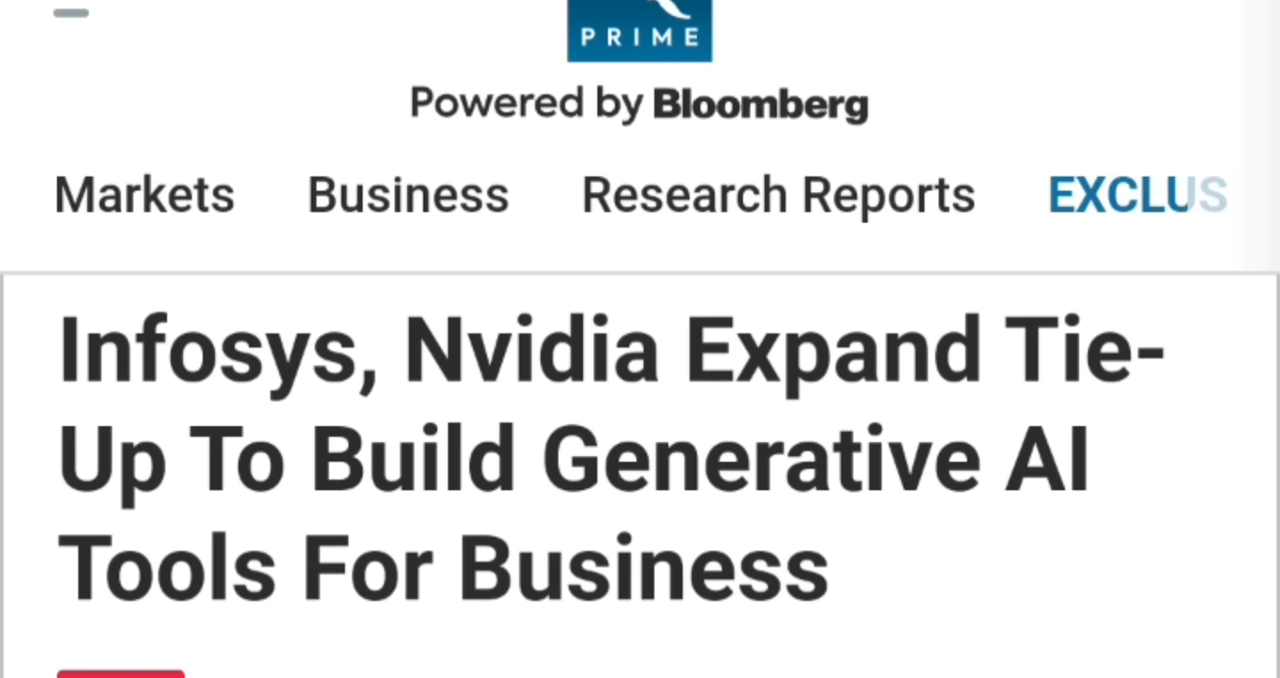 PRIME
Powered by Bloomberg
Markets Business Research Reports EXCLUS
Infosys, Nvidia Expand Tie-
Up To Build Generative AI
Tools For Business